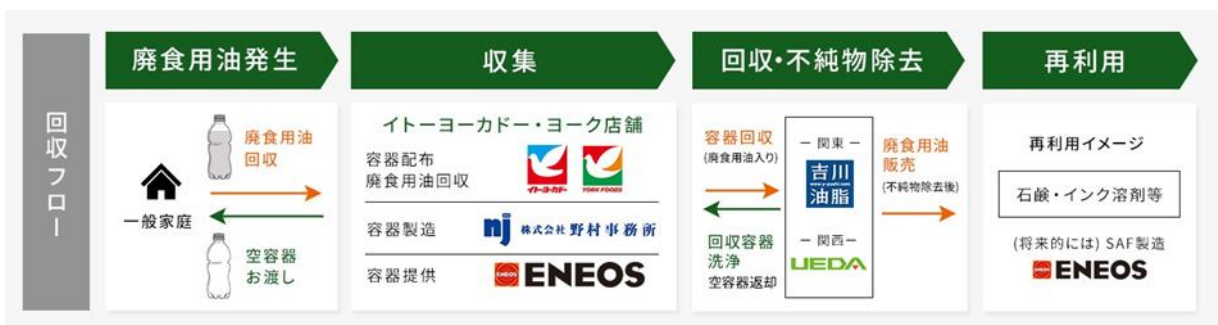 回収フロー
廃食用油発生
収集
回収・不純物除去
再利用
廃食用油
回収
一般家庭
空容器
お渡し
イトーヨーカドー・ヨーク店舗
容器配布
廃食用油回収
イトーヨーカドー
YORK FOODS
容器製造
nj 株式会社野村事務所
容器提供
ENEOS ENEOS
容器回収
(廃食用油入り)
回収容器
洗浄
空容器返却
— 関東 —
吉川
油脂
— 関西 —
UEDA
廃食用油
販売
(不純物除去後)
再利用イメージ
石鹸・インク溶剤等
(将来的には) SAF製造
ENEOS ENEOS